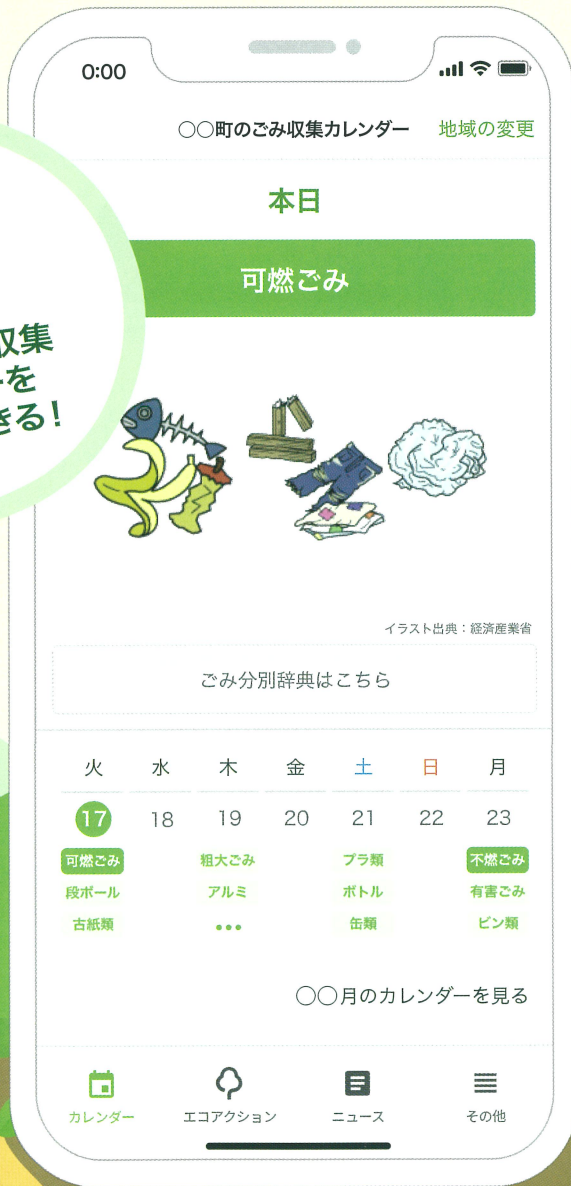 0:00
○○町のごみ収集カレンダー 地域の変更
本日
可燃ごみ
収集
を
きる!
イラスト出典:経済産業省
ごみ分別辞典はこちら
火 水 木 金 土 日 月
17 18 19 20 21 22 23
可燃ごみ 粗大ごみ プラ類 不燃ごみ
段ボール アルミ ボトル 有害ごみ
古紙類 ••• 缶類 ビン類
○○月のカレンダーを見る
カレンダー エコアクション ニュース その他